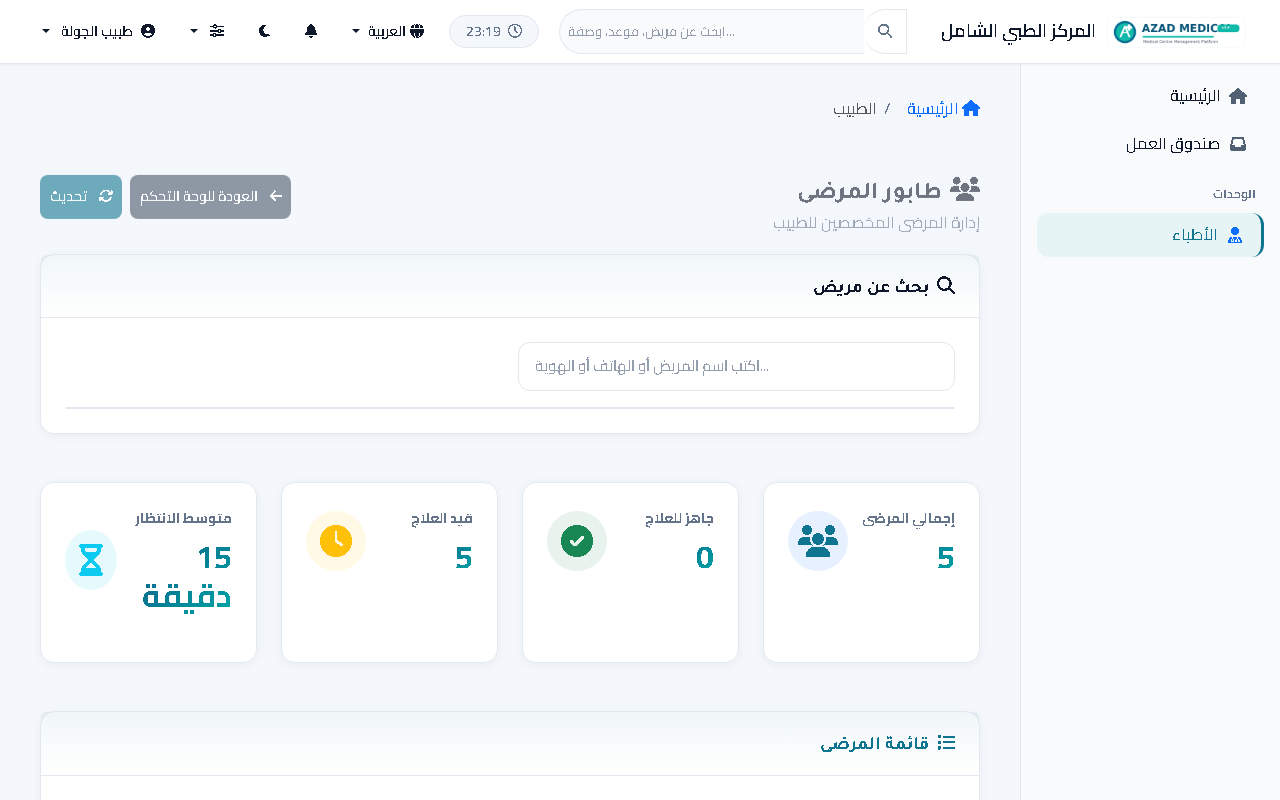 AZAD MEDIC
Medical Centre Management Platform
المركز الطبي الشامل
ابحث عن مريض، موعد، وصفة...
23:19
العربية
طبيب الجولة
الرئيسية
صندوق العمل
الوحدات
الأطباء
الرئيسية / الطبيب
طابور المرضى
إدارة المرضى المخصصين للطبيب
العودة للوحة التحكم
تحديث
بحث عن مريض
اكتب اسم المريض أو الهاتف أو الهوية...
إجمالي المرضى
5
جاهز للعلاج
0
قيد العلاج
5
متوسط الانتظار
15
دقيقة
قائمة المرضى